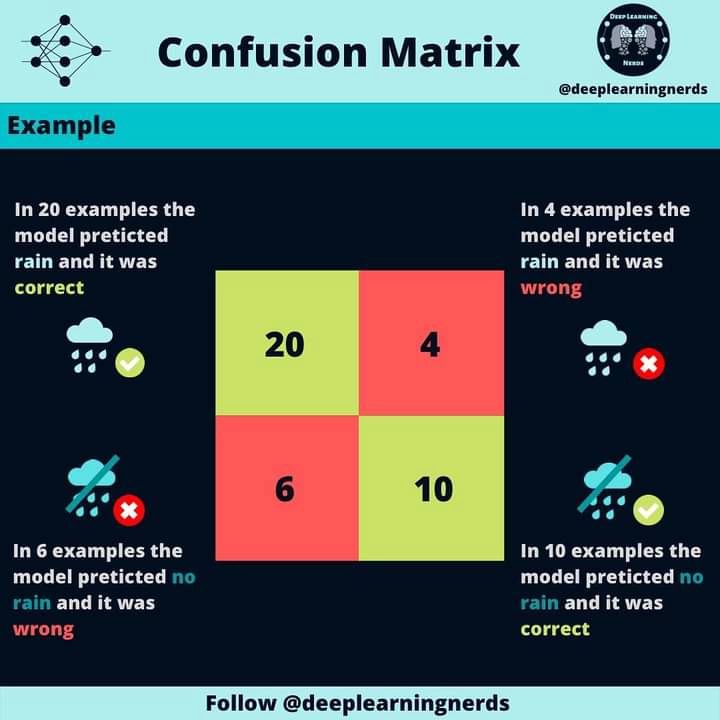 Confusion Matrix
DEEP LEARNING
NERDS
@deeplearningnerds
Example
In 20 examples the
model preticted
rain and it was
correct
In 4 examples the
model preticted
rain and it was
wrong
20
4
6
10
In 6 examples the
model preticted no
rain and it was
wrong
In 10 examples the
model preticted no
rain and it was
correct
Follow @deeplearningnerds